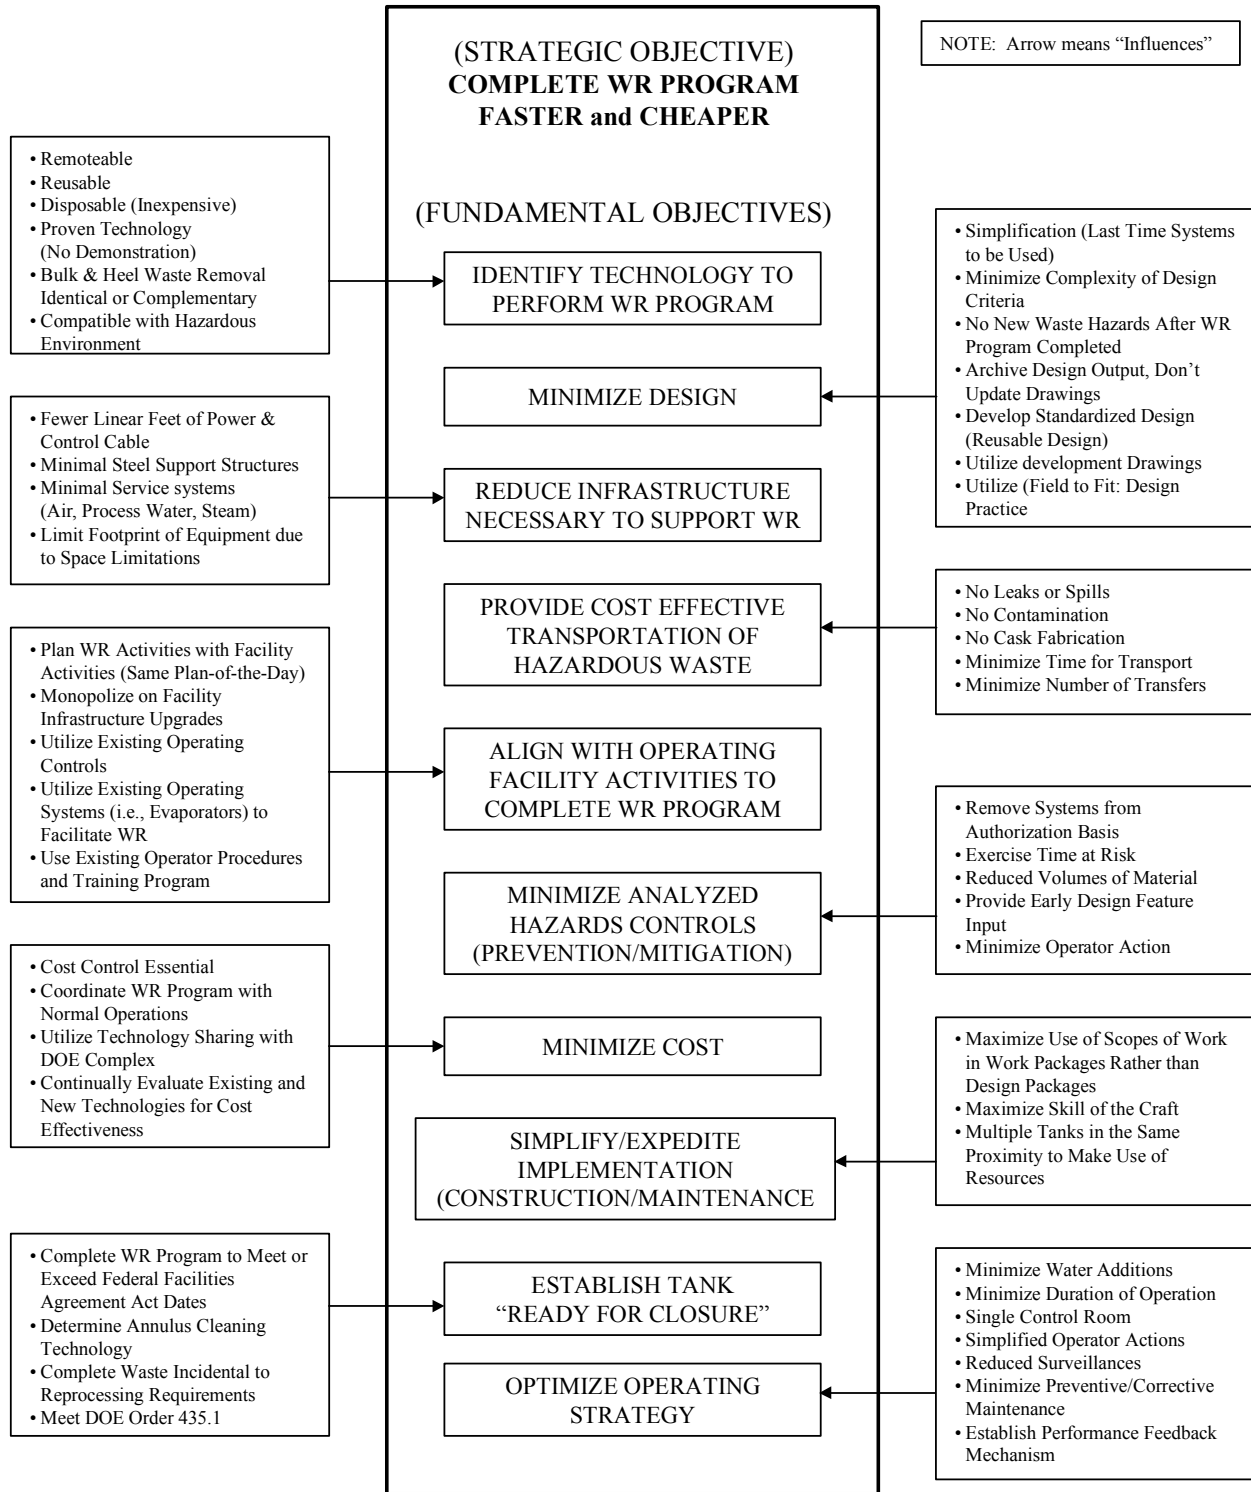 (STRATEGIC OBJECTIVE)
COMPLETE WR PROGRAM
FASTER and CHEAPER
NOTE: Arrow means “Influences”
(FUNDAMENTAL OBJECTIVES)
• Remoteable
• Reusable
• Disposable (Inexpensive)
• Proven Technology
(No Demonstration)
• Bulk & Heel Waste Removal
Identical or Complementary
• Compatible with Hazardous
Environment
IDENTIFY TECHNOLOGY TO
PERFORM WR PROGRAM
MINIMIZE DESIGN
• Simplification (Last Time Systems
to be Used)
• Minimize Complexity of Design
Criteria
• No New Waste Hazards After WR
Program Completed
• Archive Design Output, Don’t
Update Drawings
• Develop Standardized Design
(Reusable Design)
• Utilize development Drawings
• Utilize (Field to Fit: Design
Practice
• Fewer Linear Feet of Power &
Control Cable
• Minimal Steel Support Structures
• Minimal Service systems
(Air, Process Water, Steam)
• Limit Footprint of Equipment due
to Space Limitations
REDUCE INFRASTRUCTURE
NECESSARY TO SUPPORT WR
PROVIDE COST EFFECTIVE
TRANSPORTATION OF
HAZARDOUS WASTE
• No Leaks or Spills
• No Contamination
• No Cask Fabrication
• Minimize Time for Transport
• Minimize Number of Transfers
• Plan WR Activities with Facility
Activities (Same Plan-of-the-Day)
• Monopolize on Facility
Infrastructure Upgrades
• Utilize Existing Operating
Controls
• Utilize Existing Operating
Systems (i.e., Evaporators) to
Facilitate WR
• Use Existing Operator Procedures
and Training Program
ALIGN WITH OPERATING
FACILITY ACTIVITIES TO
COMPLETE WR PROGRAM
MINIMIZE ANALYZED
HAZARDS CONTROLS
(PREVENTION/MITIGATION)
• Remove Systems from
Authorization Basis
• Exercise Time at Risk
• Reduced Volumes of Material
• Provide Early Design Feature
Input
• Minimize Operator Action
• Cost Control Essential
• Coordinate WR Program with
Normal Operations
• Utilize Technology Sharing with
DOE Complex
• Continually Evaluate Existing and
New Technologies for Cost
Effectiveness
MINIMIZE COST
SIMPLIFY/EXPEDITE
IMPLEMENTATION
(CONSTRUCTION/MAINTENANCE
• Maximize Use of Scopes of Work
in Work Packages Rather than
Design Packages
• Maximize Skill of the Craft
• Multiple Tanks in the Same
Proximity to Make Use of
Resources
• Complete WR Program to Meet or
Exceed Federal Facilities
Agreement Act Dates
• Determine Annulus Cleaning
Technology
• Complete Waste Incidental to
Reprocessing Requirements
• Meet DOE Order 435.1
ESTABLISH TANK
“READY FOR CLOSURE”
OPTIMIZE OPERATING
STRATEGY
• Minimize Water Additions
• Minimize Duration of Operation
• Single Control Room
• Simplified Operator Actions
• Reduced Surveillances
• Minimize Preventive/Corrective
Maintenance
• Establish Performance Feedback
Mechanism